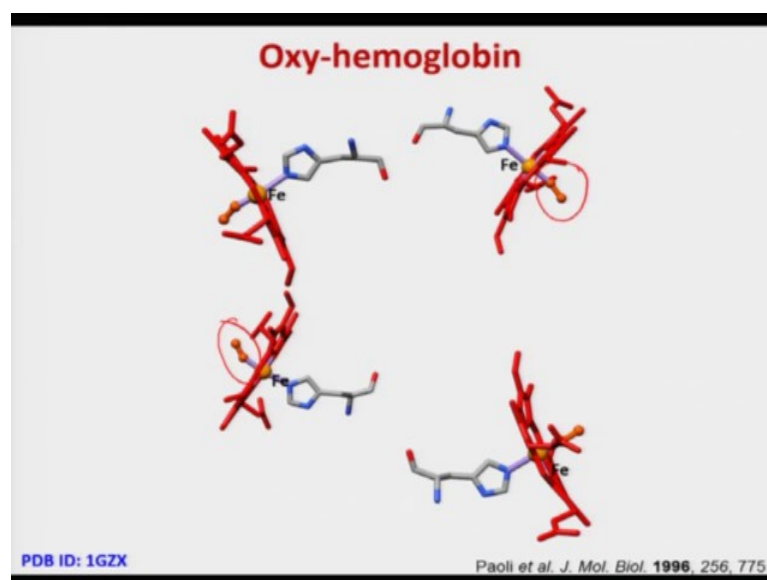 Oxy-hemoglobin
Fe
Fe
Fe
Fe
PDB ID: 1GZX
Paoli et al. J. Mol. Biol. 1996, 256, 775